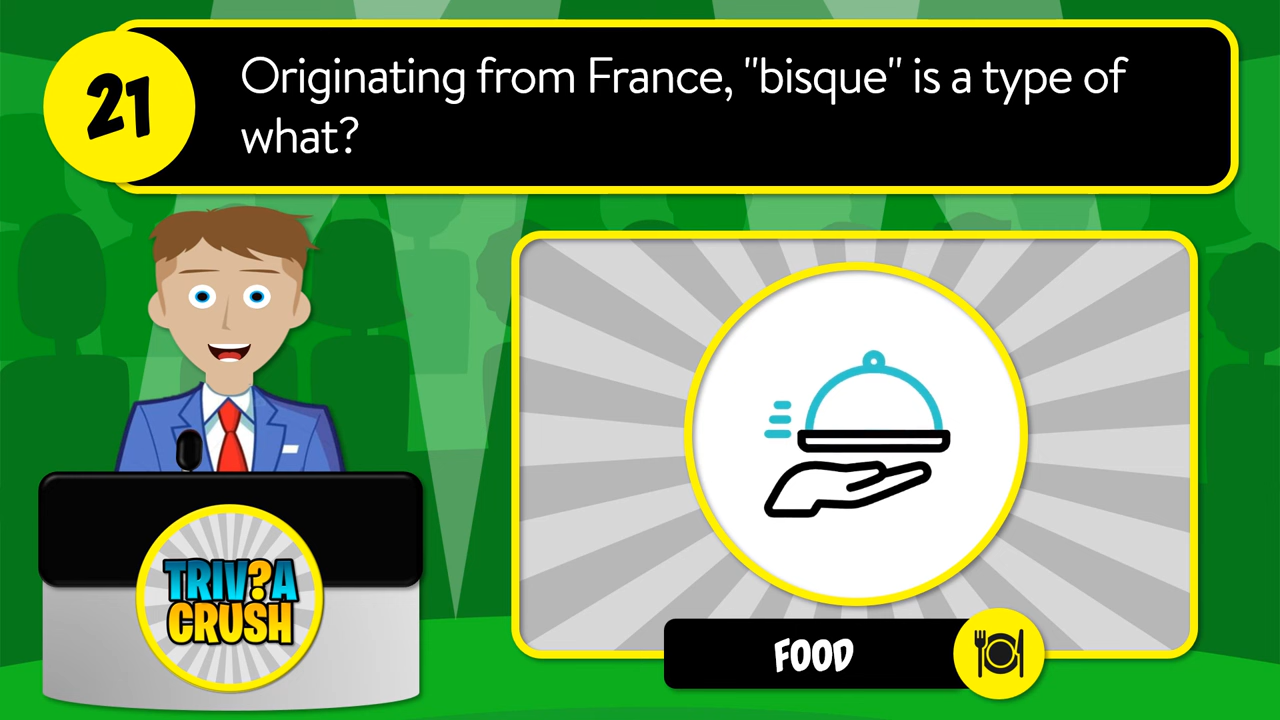 21
Originating from France, "bisque" is a type of
what?
TRIV?A
CRUSH
FOOD